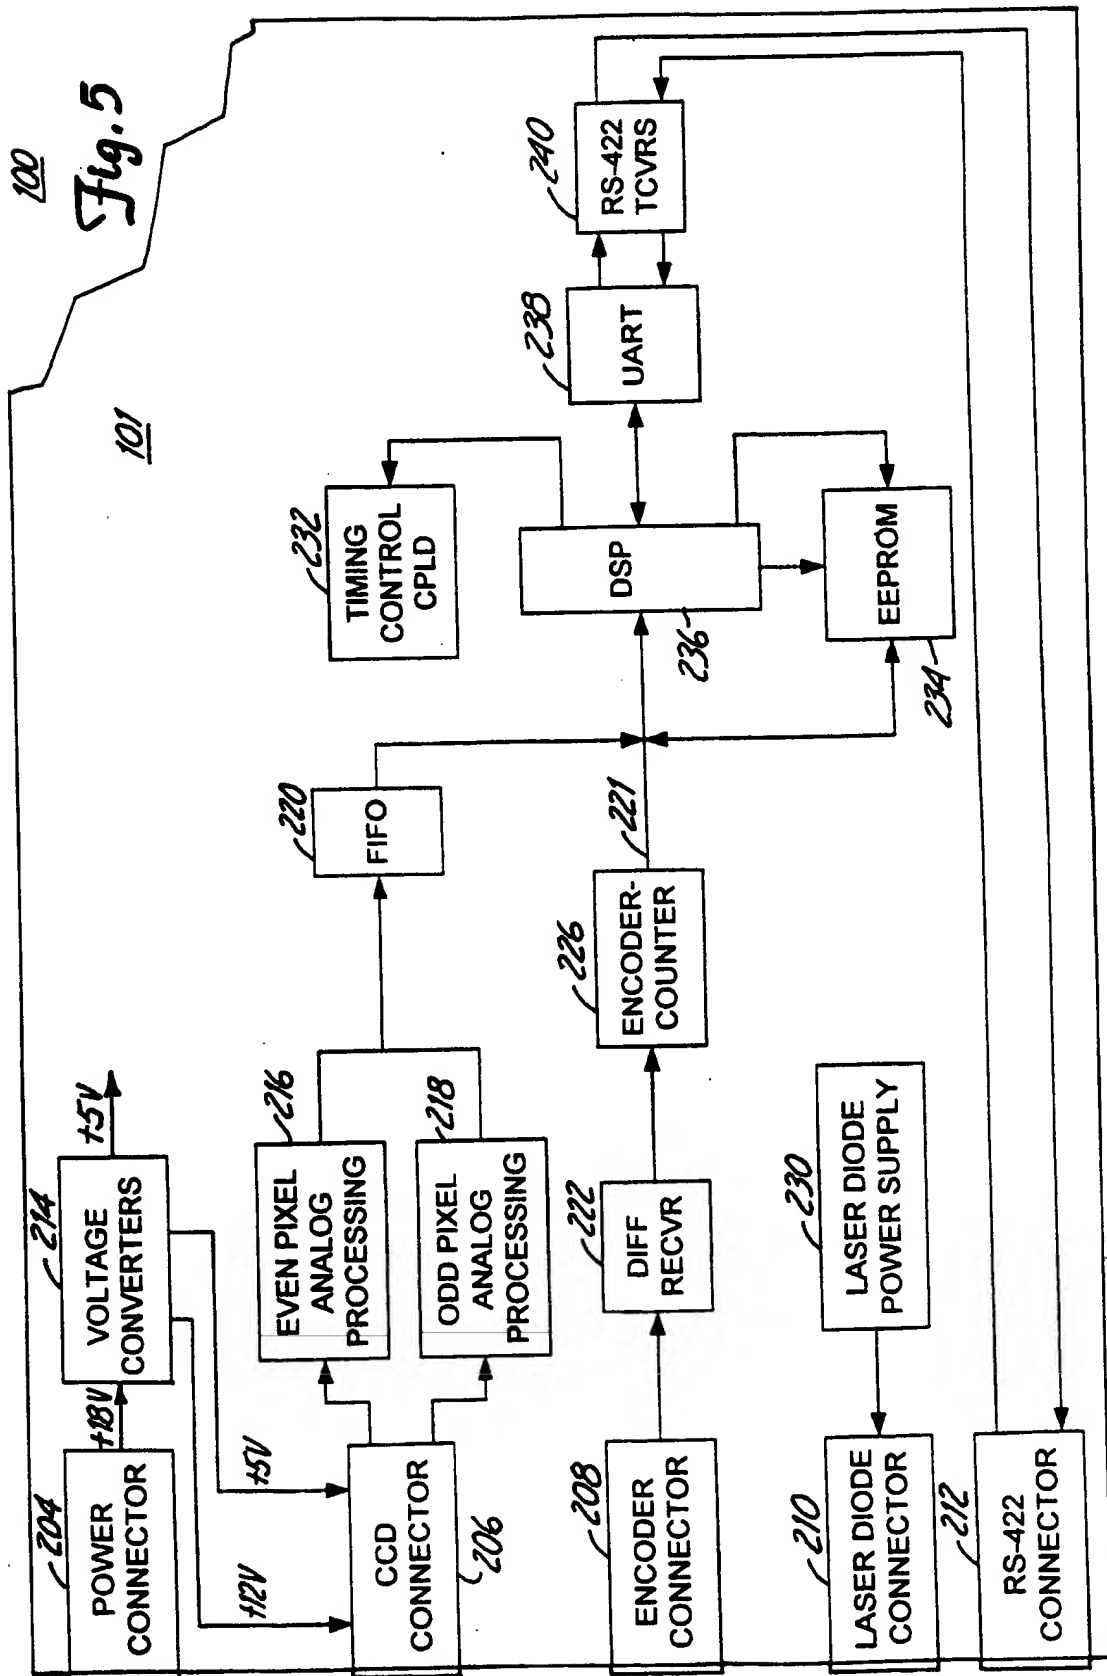 100
Fig. 5
101
204
POWER
CONNECTOR
+18V
214
VOLTAGE
CONVERTERS
+5V
+12V
+5V
CCD
CONNECTOR
206
216
EVEN PIXEL
ANALOG
PROCESSING
218
ODD PIXEL
ANALOG
PROCESSING
220
FIFO
232
TIMING
CONTROL
CPLD
208
ENCODER
CONNECTOR
222
DIFF
RECVR
226
ENCODER-
COUNTER
221
DSP
236
238
UART
240
RS-422
TCVRS
EEPROM
234
210
LASER DIODE
CONNECTOR
230
LASER DIODE
POWER SUPPLY
212
RS-422
CONNECTOR